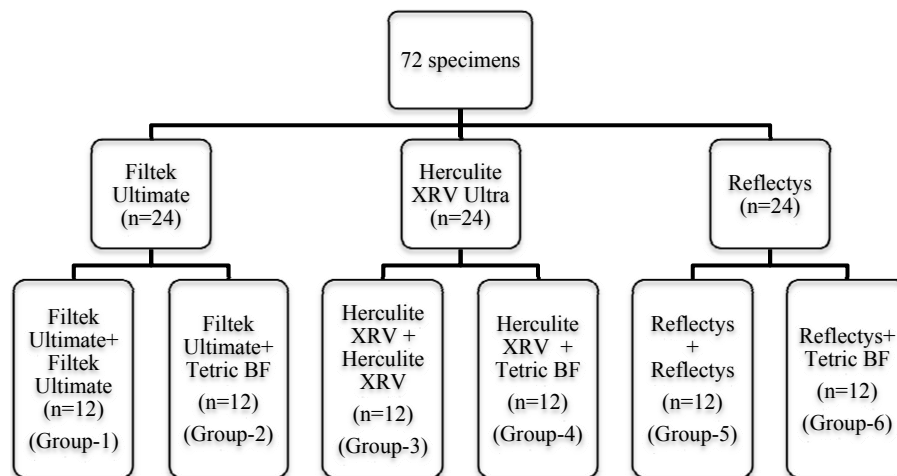 72 specimens
Filtek
Ultimate
(n=24)
Herculite
XRV Ultra
(n=24)
Reflectys
(n=24)
Filtek
Ultimate+
Filtek
Ultimate
(n=12)
(Group-1)
Filtek
Ultimate+
Tetric BF
(n=12)
(Group-2)
Herculite
XRV +
Herculite
XRV
(n=12)
(Group-3)
Herculite
XRV +
Tetric BF
(n=12)
(Group-4)
Reflectys
+
Reflectys
(n=12)
(Group-5)
Reflectys+
Tetric BF
(n=12)
(Group-6)